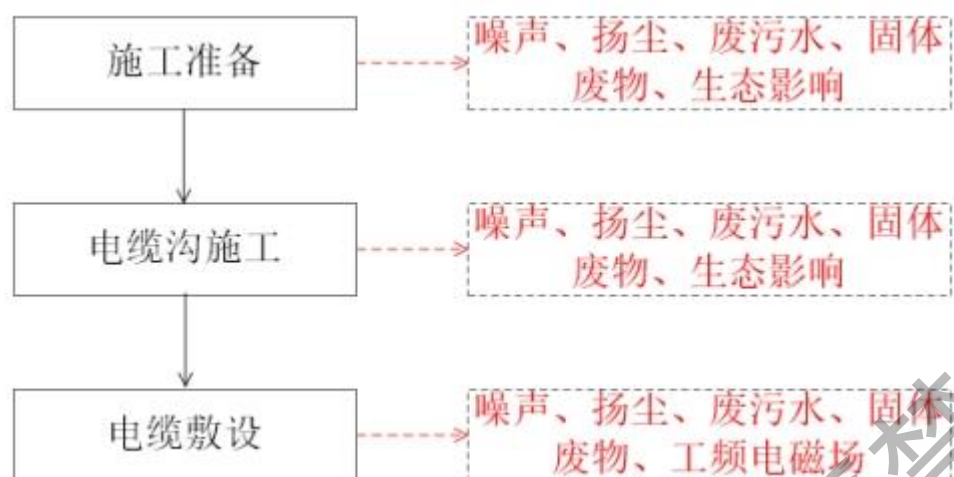 施工准备
噪声、扬尘、废污水、固体
废物、生态影响
电缆沟施工
噪声、扬尘、废污水、固体
废物、生态影响
电缆敷设
噪声、扬尘、废污水、固体
废物、工频电磁场